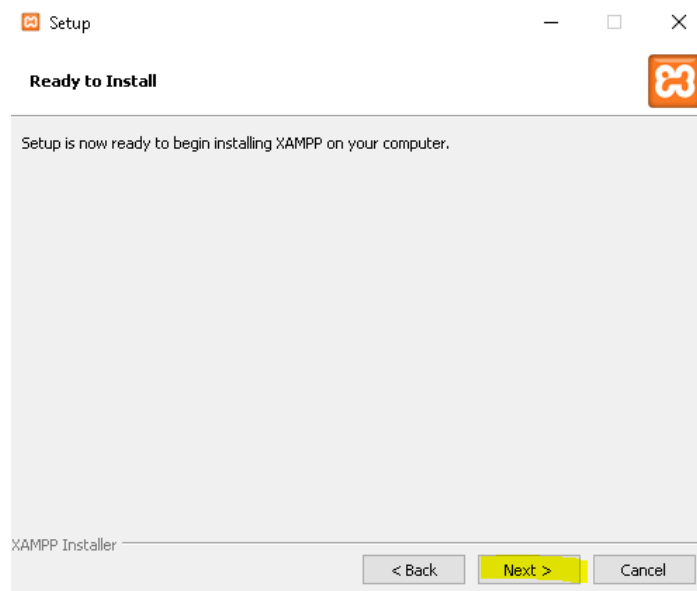 Setup
Ready to Install
Setup is now ready to begin installing XAMPP on your computer.
XAMPP Installer
< Back Next > Cancel